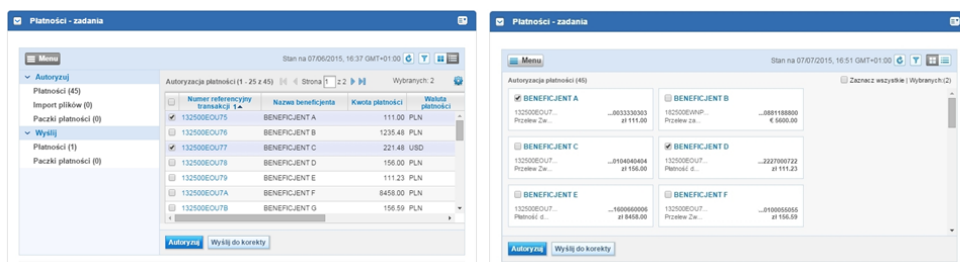 Płatności - zadania
Menu
Stan na 07/06/2015, 16:37 GMT+01:00
Autoryzuj
Płatności (45)
Import plików (0)
Paczki płatności (0)
Wyślij
Płatności (1)
Paczki płatności (0)
Autoryzacja płatności (1 - 25 z 45) Strona 1 z 2 Wybranych: 2
Numer referencyjny transakcji 1 Nazwa beneficjenta Kwota płatności Waluta płatności
132500EOU75 BENEFICJENT A 111.00 PLN
132500EOU76 BENEFICJENT B 1235.48 PLN
132500EOU77 BENEFICJENT C 221.48 USD
132500EOU78 BENEFICJENT D 156.00 PLN
132500EOU79 BENEFICJENT E 111.23 PLN
132500EOU7A BENEFICJENT F 8458.00 PLN
132500EOU7B BENEFICJENT G 156.59 PLN
Autoryzuj Wyślij do korekty
Płatności - zadania
Menu
Stan na 07/07/2015, 16:51 GMT+01:00
Autoryzacja płatności (45) Zaznacz wszystkie | Wybranych:(2)
BENEFICJENT A
132500EOU7... ...0033330303
Przelew Zwi... zł 111.00
BENEFICJENT B
182500EWNP... ...0881188800
Przelew za... € 5600.00
BENEFICJENT C
132500EOU7... ...0104040404
Przelew Zwi... zł 156.00
BENEFICJENT D
132500EOU7... ...2227000722
Płatność d... zł 111.23
BENEFICJENT E
132500EOU7... ...1600660006
Płatność d... zł 8458.00
BENEFICJENT F
132500EOU7... ...0100055055
Przelew Zwi... zł 156.59
Autoryzuj Wyślij do korekty